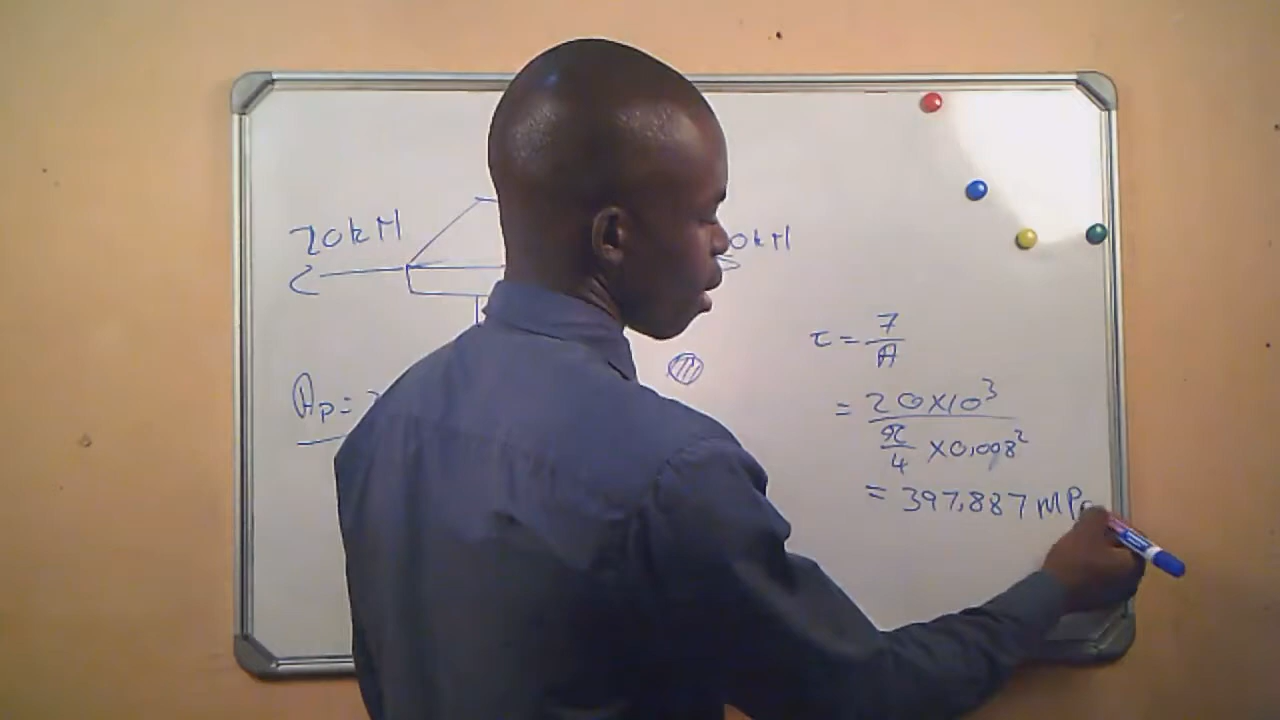 20kN
0kN
τ = F/A
= 20×10³ / (π/4 × 0,008²)
= 397,887 MPa
Ap =